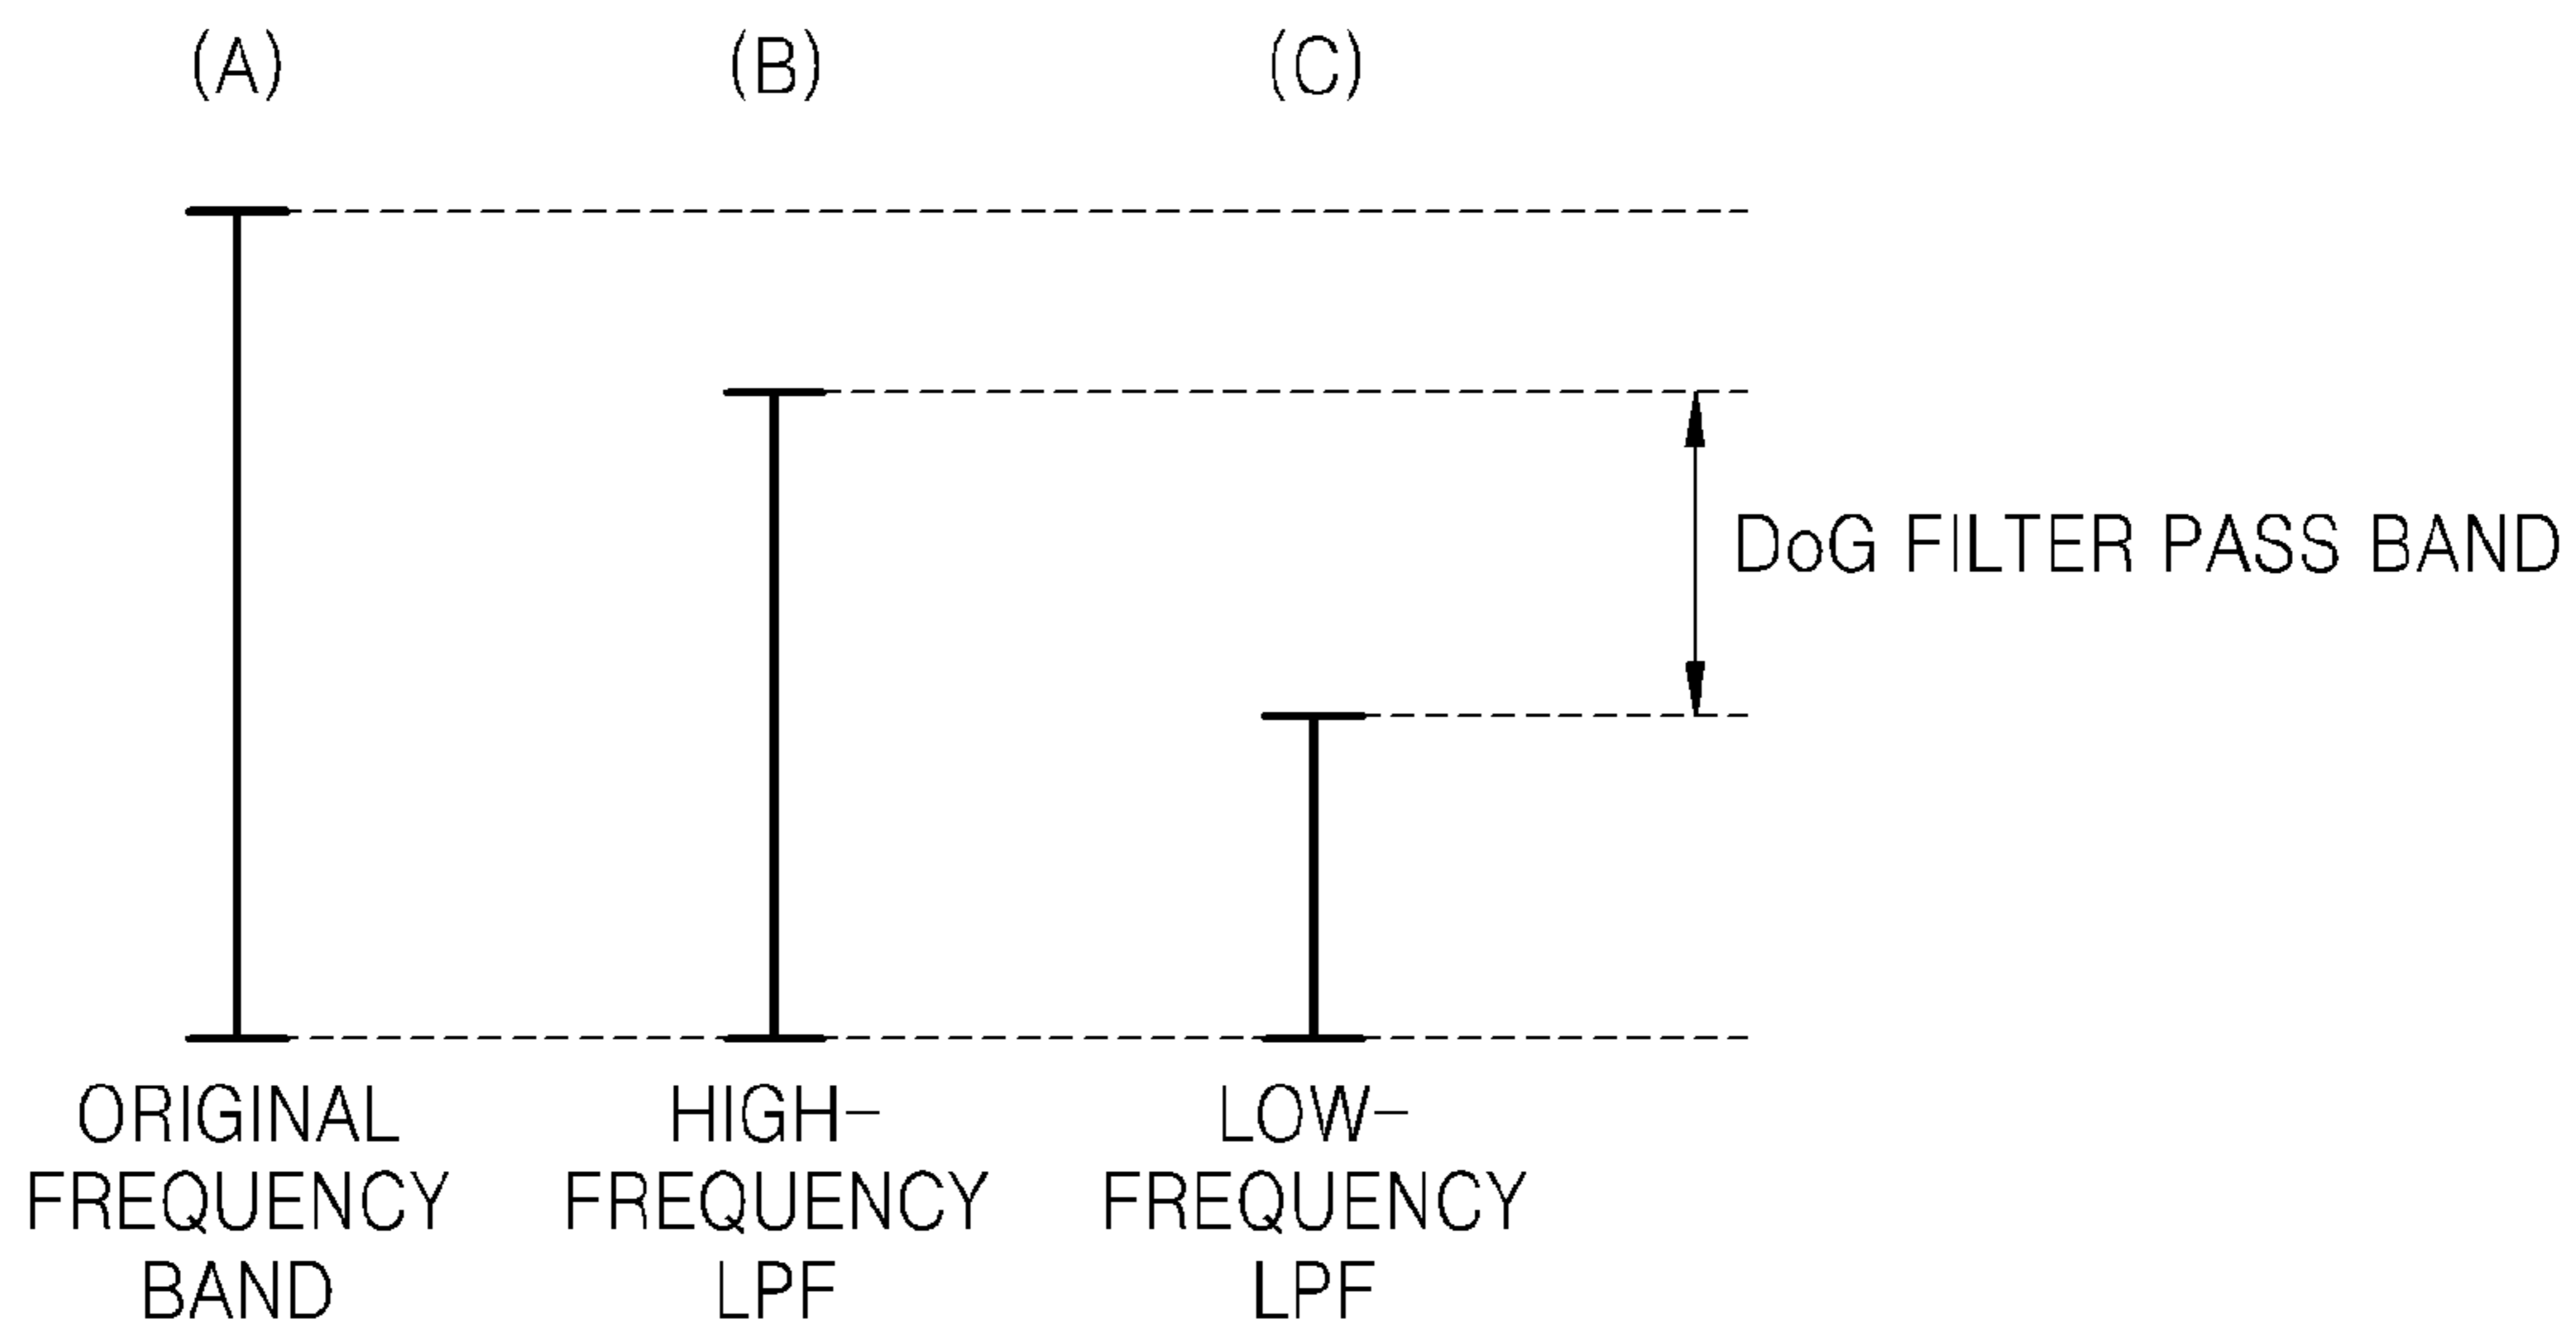 (A)
(B)
(C)
DoG FILTER PASS BAND
ORIGINAL
FREQUENCY
BAND
HIGH-
FREQUENCY
LPF
LOW-
FREQUENCY
LPF